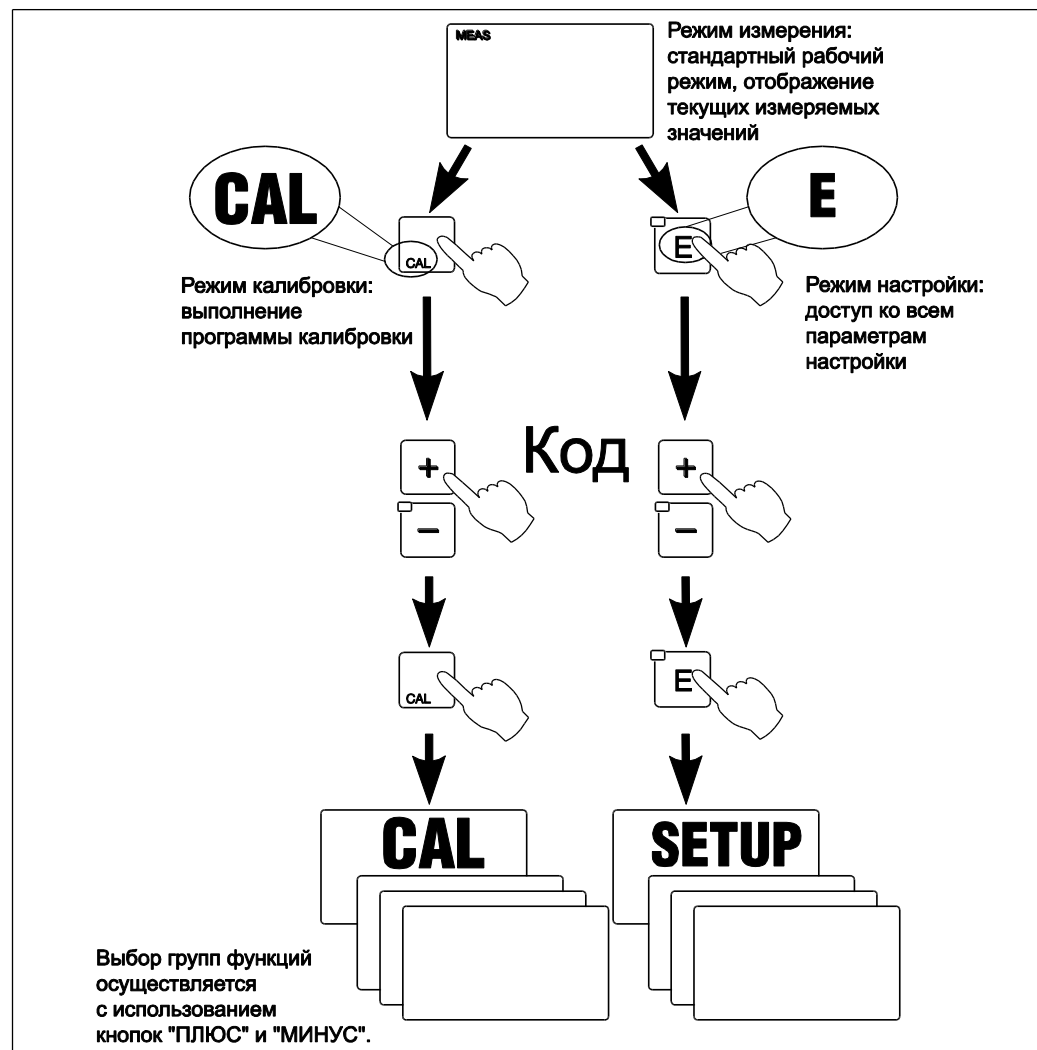 MEAS
Режим измерения:
стандартный рабочий
режим, отображение
текущих измеряемых
значений
CAL
E
CAL
E
Режим калибровки:
выполнение
программы калибровки
Режим настройки:
доступ ко всем
параметрам
настройки
+
Код
+
–
–
CAL
E
CAL
SETUP
Выбор групп функций
осуществляется
с использованием
кнопок "ПЛЮС" и "МИНУС".